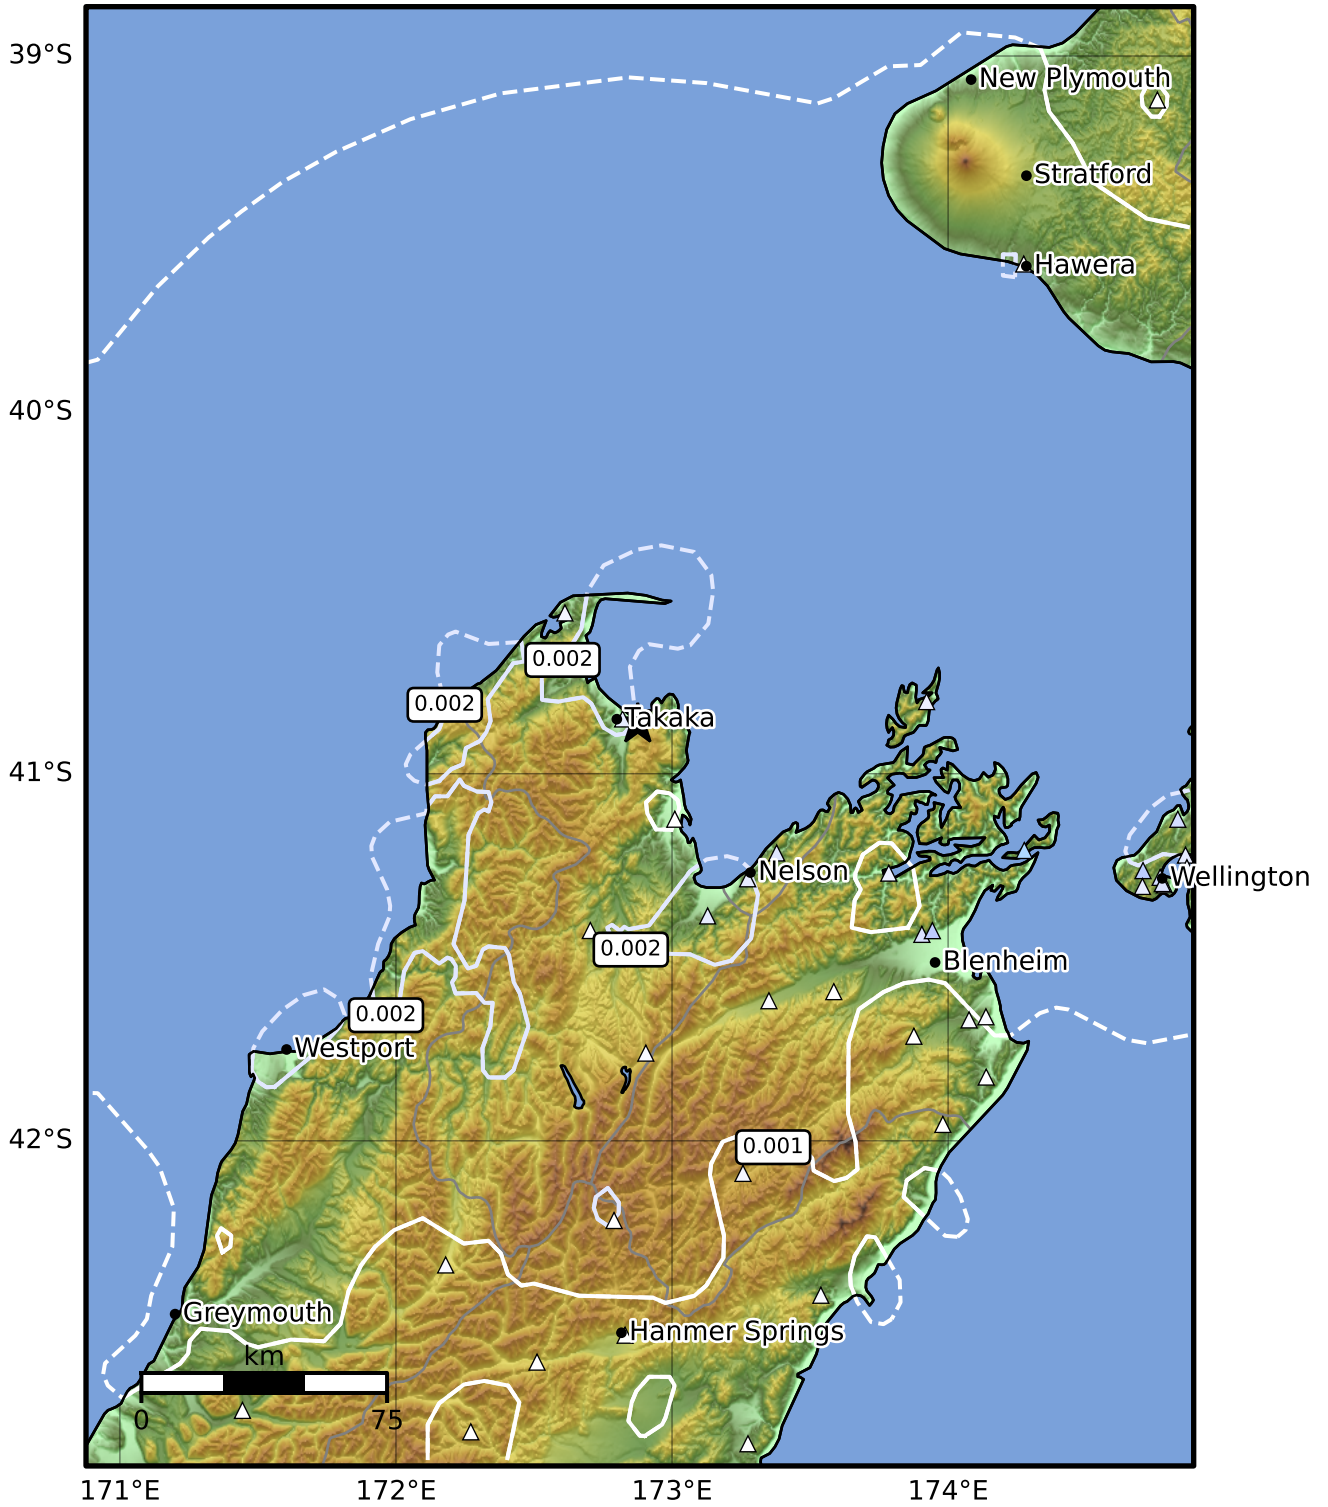 39°S
New Plymouth
Stratford
Hawera
40°S
0.002
0.002
Takaka
41°S
Nelson
Wellington
0.002
Blenheim
0.002
Westport
42°S
0.001
Greymouth
Hanmer Springs
km
0
75
171°E
172°E
173°E
174°E